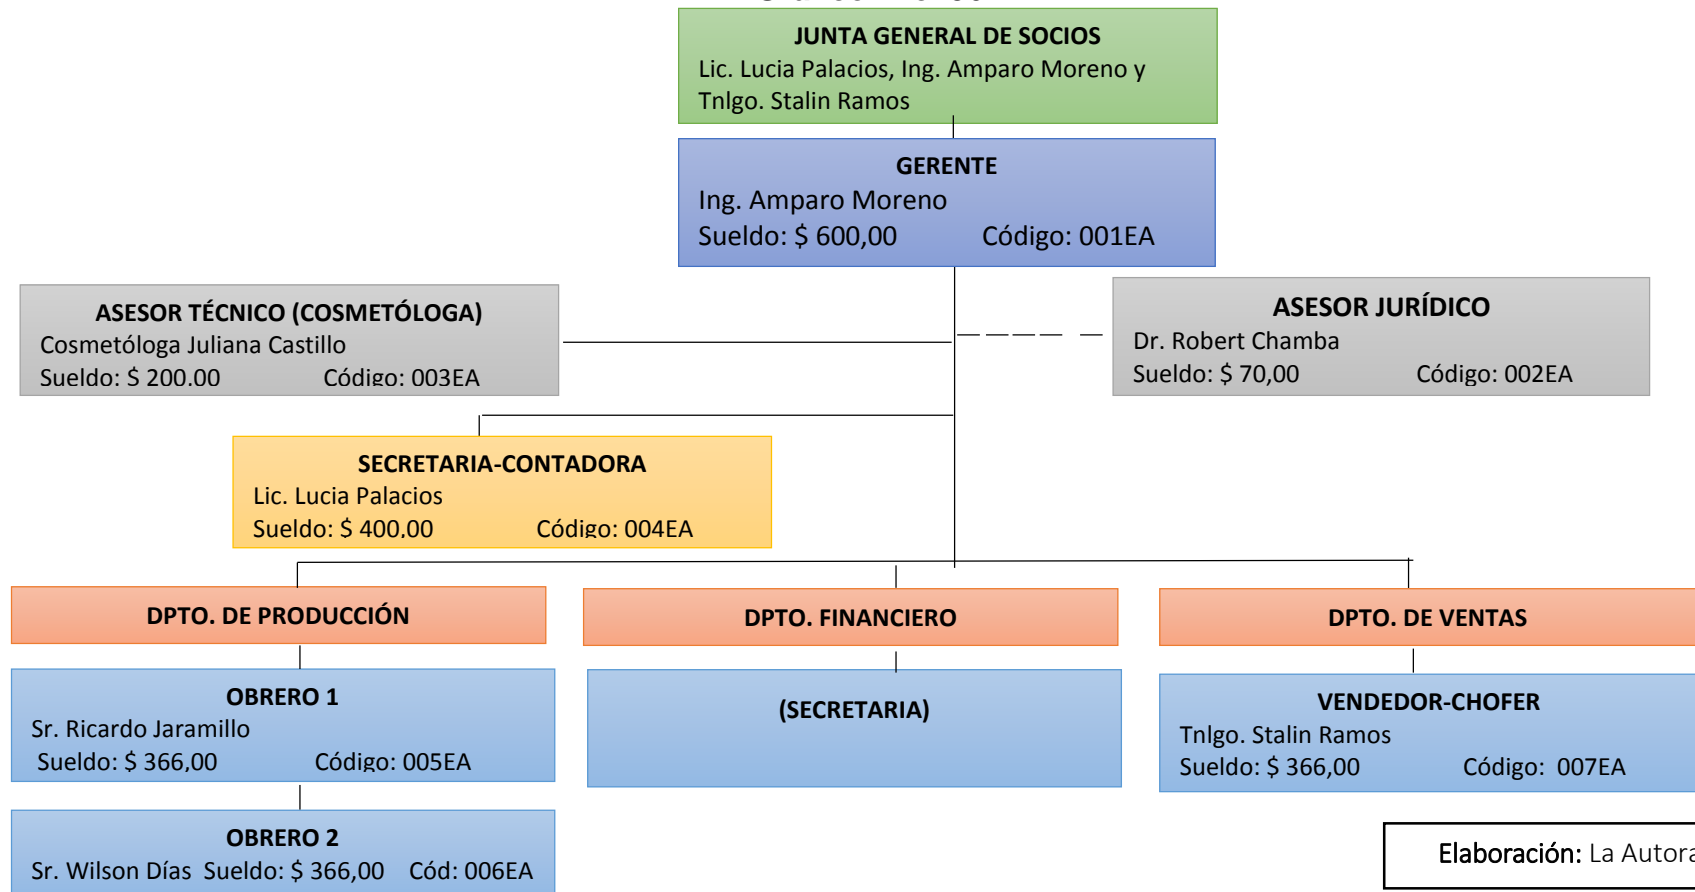 JUNTA GENERAL DE SOCIOS
Lic. Lucia Palacios, Ing. Amparo Moreno y
Tnlgo. Stalin Ramos
GERENTE
Ing. Amparo Moreno
Sueldo: $ 600,00 Código: 001EA
ASESOR TÉCNICO (COSMETÓLOGA)
Cosmetóloga Juliana Castillo
Sueldo: $ 200.00 Código: 003EA
ASESOR JURÍDICO
Dr. Robert Chamba
Sueldo: $ 70,00 Código: 002EA
SECRETARIA-CONTADORA
Lic. Lucia Palacios
Sueldo: $ 400,00 Código: 004EA
DPTO. DE PRODUCCIÓN
DPTO. FINANCIERO
DPTO. DE VENTAS
OBRERO 1
Sr. Ricardo Jaramillo
Sueldo: $ 366,00 Código: 005EA
(SECRETARIA)
VENDEDOR-CHOFER
Tnlgo. Stalin Ramos
Sueldo: $ 366,00 Código: 007EA
OBRERO 2
Sr. Wilson Días Sueldo: $ 366,00 Cód: 006EA
Elaboración: La Autora